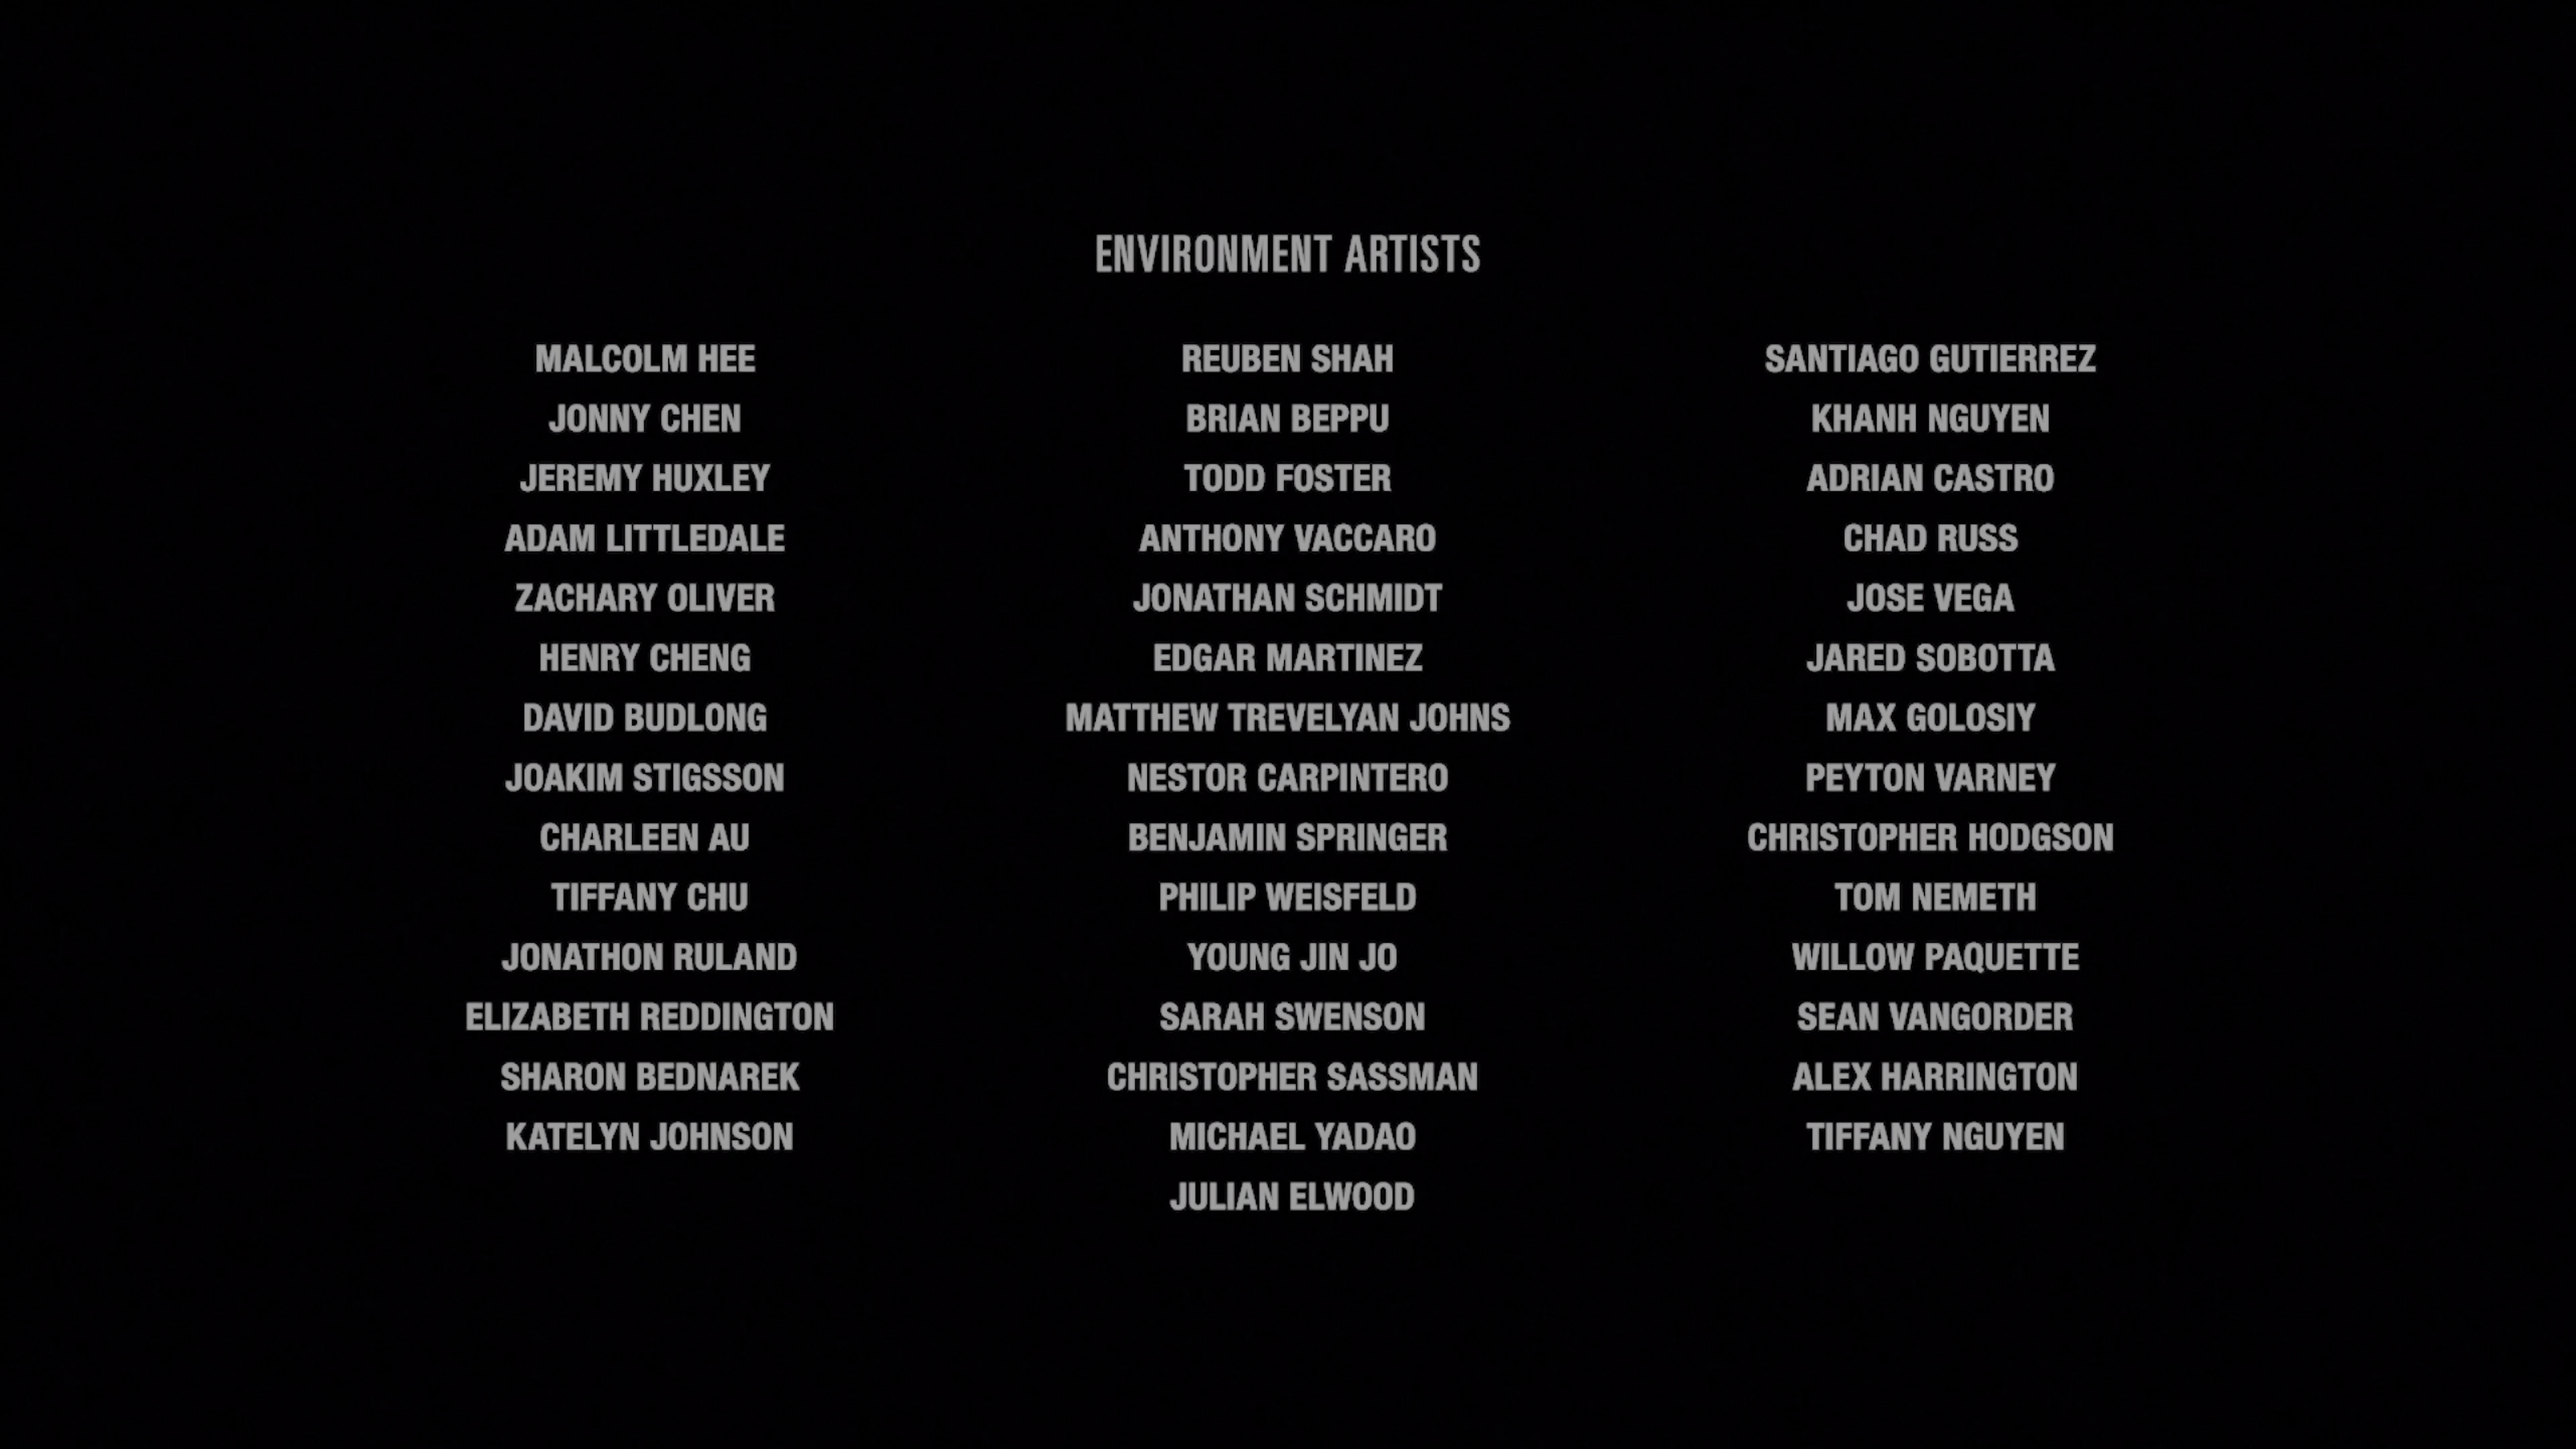 ENVIRONMENT ARTISTS
MALCOLM HEE
JONNY CHEN
JEREMY HUXLEY
ADAM LITTLEDALE
ZACHARY OLIVER
HENRY CHENG
DAVID BUDLONG
JOAKIM STIGSSON
CHARLEEN AU
TIFFANY CHU
JONATHON RULAND
ELIZABETH REDDINGTON
SHARON BEDNAREK
KATELYN JOHNSON
REUBEN SHAH
BRIAN BEPPU
TODD FOSTER
ANTHONY VACCARO
JONATHAN SCHMIDT
EDGAR MARTINEZ
MATTHEW TREVELYAN JOHNS
NESTOR CARPINTERO
BENJAMIN SPRINGER
PHILIP WEISFELD
YOUNG JIN JO
SARAH SWENSON
CHRISTOPHER SASSMAN
MICHAEL YADAO
JULIAN ELWOOD
SANTIAGO GUTIERREZ
KHANH NGUYEN
ADRIAN CASTRO
CHAD RUSS
JOSE VEGA
JARED SOBOTTA
MAX GOLOSIY
PEYTON VARNEY
CHRISTOPHER HODGSON
TOM NEMETH
WILLOW PAQUETTE
SEAN VANGORDER
ALEX HARRINGTON
TIFFANY NGUYEN